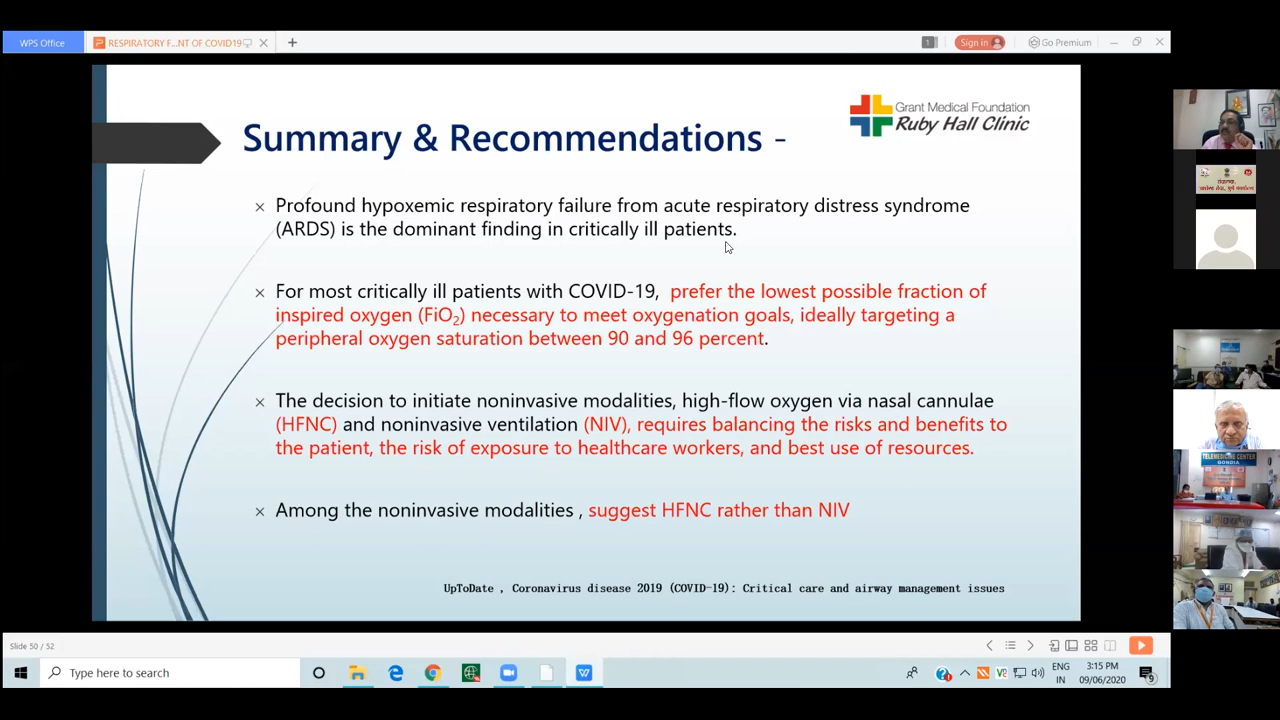 WPS Office
RESPIRATORY F...NT OF COVID19
1
Sign in
Go Premium
Summary & Recommendations -
Grant Medical Foundation
Ruby Hall Clinic
Profound hypoxemic respiratory failure from acute respiratory distress syndrome
(ARDS) is the dominant finding in critically ill patients.
For most critically ill patients with COVID-19, prefer the lowest possible fraction of
inspired oxygen (FiO₂) necessary to meet oxygenation goals, ideally targeting a
peripheral oxygen saturation between 90 and 96 percent.
The decision to initiate noninvasive modalities, high-flow oxygen via nasal cannulae
(HFNC) and noninvasive ventilation (NIV), requires balancing the risks and benefits to
the patient, the risk of exposure to healthcare workers, and best use of resources.
Among the noninvasive modalities , suggest HFNC rather than NIV
UpToDate , Coronavirus disease 2019 (COVID-19): Critical care and airway management issues
TELEMEDICINE CENTER
GONDIA
Slide 50 / 52
Type here to search
ENG
IN
3:15 PM
09/06/2020
9